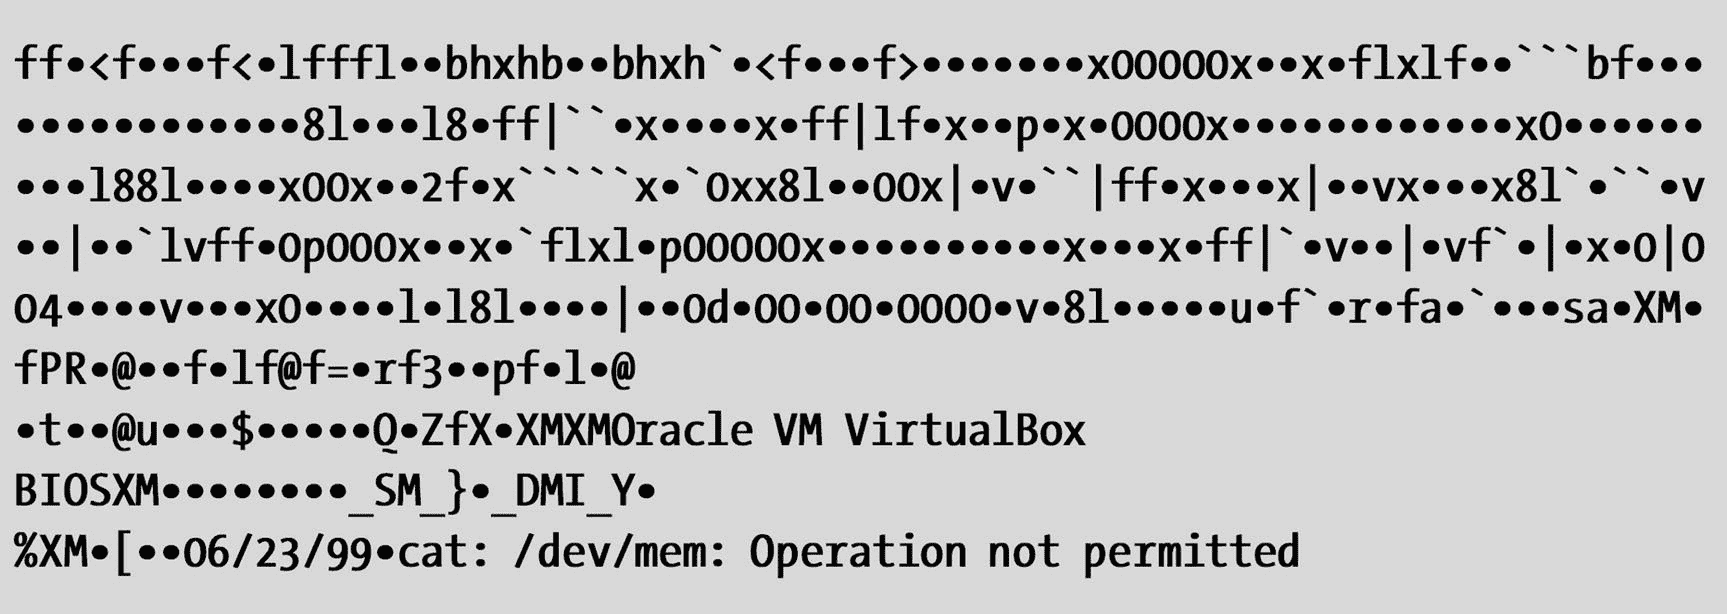 ff•<f•••f<•lfffl••bhxhb••bhxh`•<f•••f>•••••••x00000x••x•flxlf••```bf•••
••••••••••••8l•••l8•ff|``•x••••x•ff|lf•x••p•x•0000x••••••••••••x0••••••
•••l88l••••x00x••2f•x`````x•`0xx8l••00x|•v•``|ff•x•••x|••vx•••x8l`•``•v
••|••`lvff•0p000x••x•`flxl•p00000x••••••••••x•••x•ff|`•v••|•vf`•|•x•0|0
04••••v•••x0••••l•l8l••••|••0d•00•00•0000•v•8l•••••u•f`•r•fa•`•••sa•XM•
fPR•@••f•lf@f=•rf3••pf•l•@
•t••@u•••$•••••Q•ZfX•XMXMOracle VM VirtualBox
BIOSXM••••••••_SM_}•_DMI_Y•
%XM•[••06/23/99•cat: /dev/mem: Operation not permitted